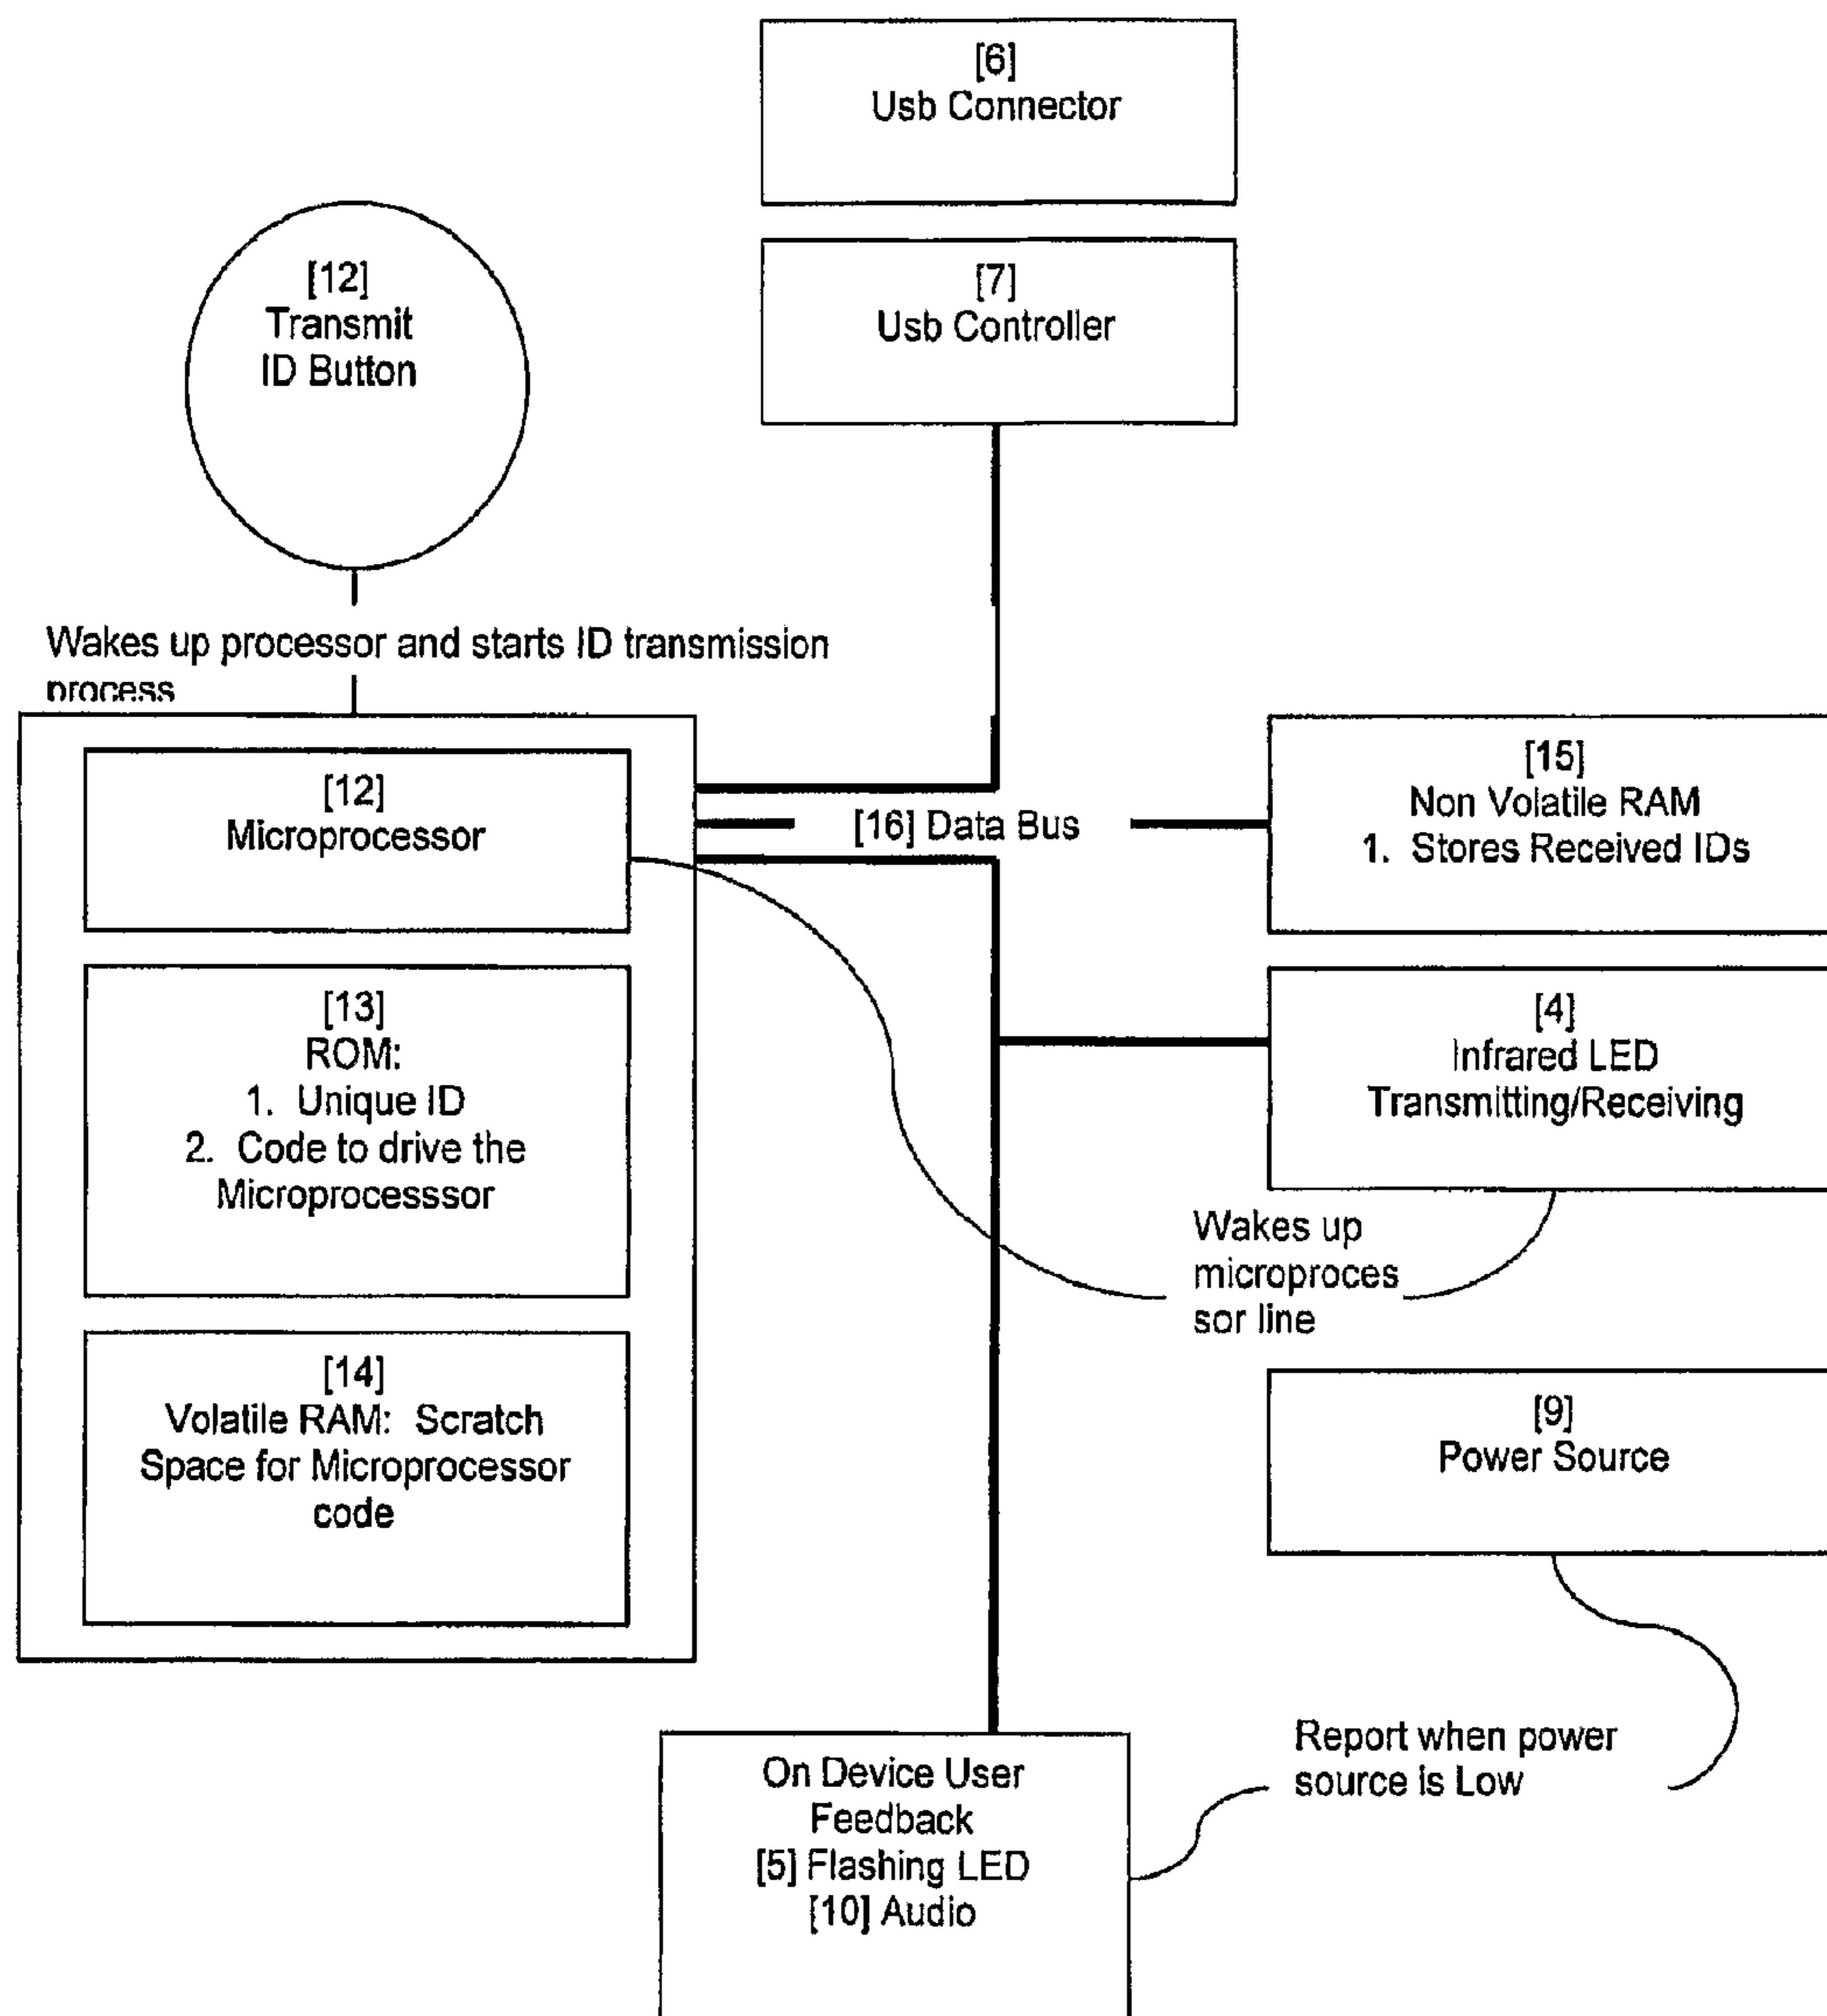 [6]
Usb Connector
[7]
Usb Controller
[12]
Transmit
ID Button
Wakes up processor and starts ID transmission
process
[12]
Microprocessor
[16] Data Bus
[15]
Non Volatile RAM
1. Stores Received IDs
[13]
ROM:
1. Unique ID
2. Code to drive the
Microprocesssor
[4]
Infrared LED
Transmitting/Receiving
Wakes up
microproces
sor line
[14]
Volatile RAM: Scratch
Space for Microprocessor
code
[9]
Power Source
Report when power
source is Low
On Device User
Feedback
[5] Flashing LED
[10] Audio